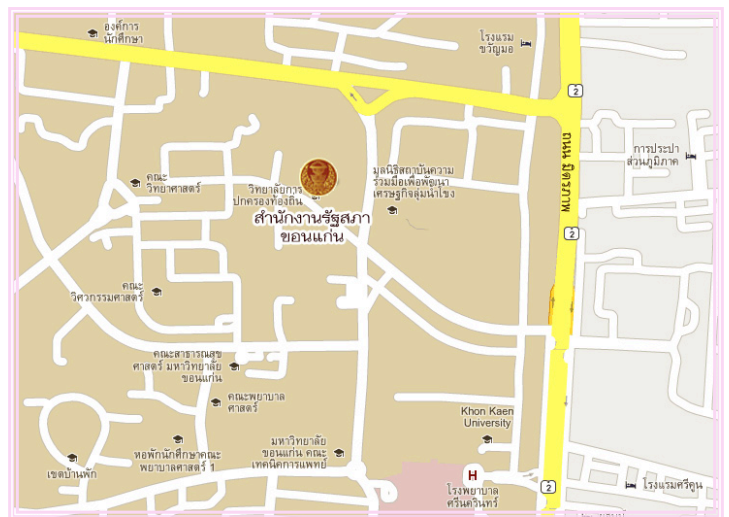 องค์การ
นักศึกษา
โรงแรม
ขวัญมอ
2
ถนน มิตรภาพ
การประปา
ส่วนภูมิภาค
คณะ
วิทยาศาสตร์
วิทยาลัยการ
ปกครองท้องถิ่น
มูลนิธิสถาบันความ
ร่วมมือเพื่อพัฒนา
เศรษฐกิจลุ่มน้ำโขง
สำนักงานรัฐสภา
ขอนแก่น
2
คณะ
วิศวกรรมศาสตร์
คณะสาธารณสุข
ศาสตร์ มหาวิทยาลัย
ขอนแก่น
คณะพยาบาล
ศาสตร์
Khon Kaen
University
เขตบ้านพัก
หอพักนักศึกษาคณะ
พยาบาลศาสตร์ 1
มหาวิทยาลัย
ขอนแก่น คณะ
เทคนิคการแพทย์
H
โรงพยาบาล
ศรีนครินทร์
2
โรงแรมศรีคูน